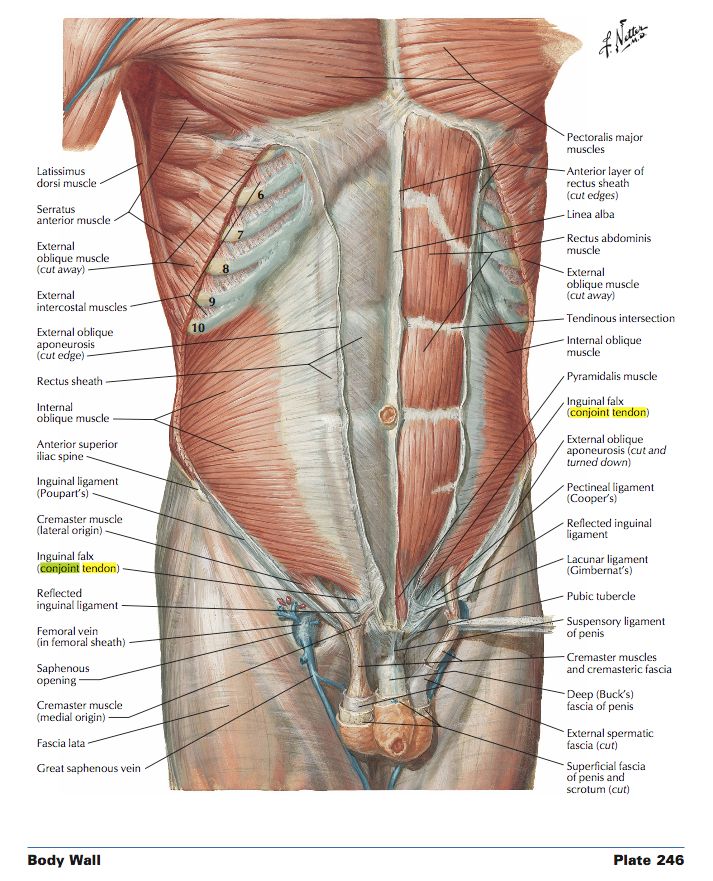 F. Netter
M.D.
Latissimus
dorsi muscle
Serratus
anterior muscle
External
oblique muscle
(cut away)
External
intercostal muscles
External oblique
aponeurosis
(cut edge)
Rectus sheath
Internal
oblique muscle
Anterior superior
iliac spine
Inguinal ligament
(Poupart's)
Cremaster muscle
(lateral origin)
Inguinal falx
(conjoint tendon)
Reflected
inguinal ligament
Femoral vein
(in femoral sheath)
Saphenous
opening
Cremaster muscle
(medial origin)
Fascia lata
Great saphenous vein
6
7
8
9
10
Pectoralis major
muscles
Anterior layer of
rectus sheath
(cut edges)
Linea alba
Rectus abdominis
muscle
External
oblique muscle
(cut away)
Tendinous intersection
Internal oblique
muscle
Pyramidalis muscle
Inguinal falx
(conjoint tendon)
External oblique
aponeurosis (cut and
turned down)
Pectineal ligament
(Cooper's)
Reflected inguinal
ligament
Lacunar ligament
(Gimbernat's)
Pubic tubercle
Suspensory ligament
of penis
Cremaster muscles
and cremasteric fascia
Deep (Buck's)
fascia of penis
External spermatic
fascia (cut)
Superficial fascia
of penis and
scrotum (cut)
Body Wall
Plate 246